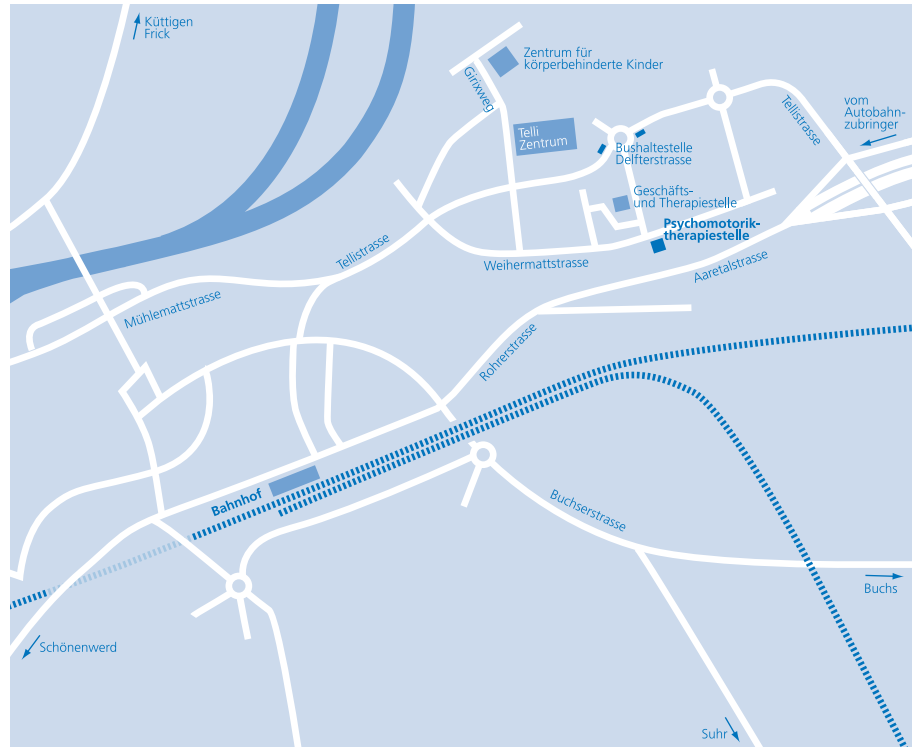 Küttigen
Frick
Zentrum für
körperbehinderte Kinder
Girixweg
Telli
Zentrum
Tellistrasse
vom
Autobahn-
zubringer
Bushaltestelle
Delfterstrasse
Geschäfts-
und Therapiestelle
Psychomotorik-
therapiestelle
Tellistrasse
Weihermattstrasse
Aaretalstrasse
Mühlemattstrasse
Rohrerstrasse
Bahnhof
Buchserstrasse
Buchs
Schönenwerd
Suhr